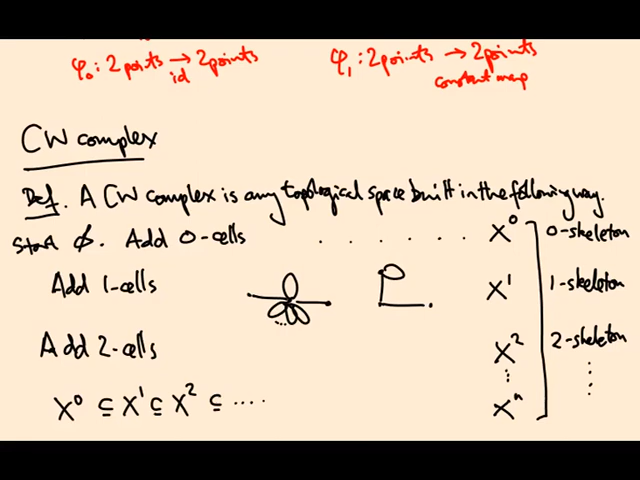 φ₀ : 2 points → 2 points
id
φ₁ : 2 points → 2 points
constant map
CW complex
Def. A CW complex is any topological space built in the following way.
Start ∅. Add 0-cells . . . . . . . X⁰ 0-skeleton
Add 1-cells X¹ 1-skeleton
Add 2-cells X² 2-skeleton
⋮ ⋮
X⁰ ⊆ X¹ ⊆ X² ⊆ ····· Xⁿ